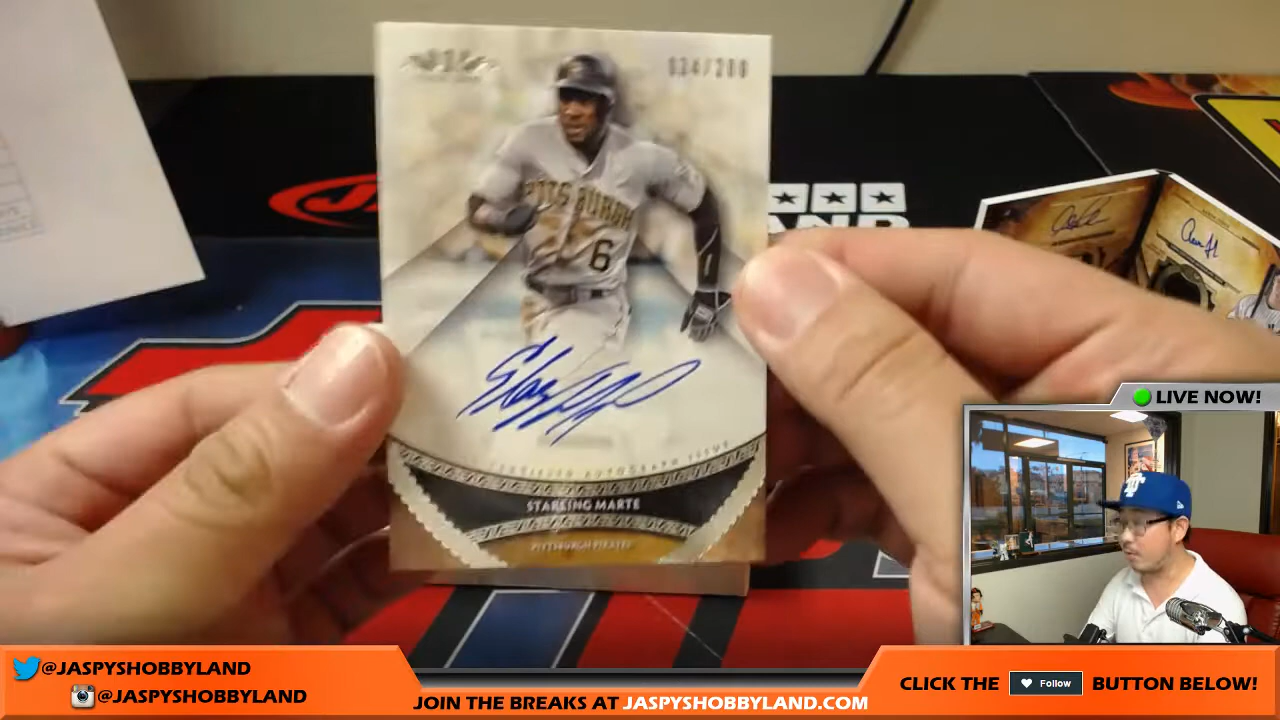 034/200
PITTSBURGH
6
CERTIFIED AUTOGRAPH ISSUE
STARLING MARTE
PITTSBURGH PIRATES
LIVE NOW!
@JASPYSHOBBYLAND
@JASPYSHOBBYLAND
JOIN THE BREAKS AT JASPYSHOBBYLAND.COM
CLICK THE Follow BUTTON BELOW!